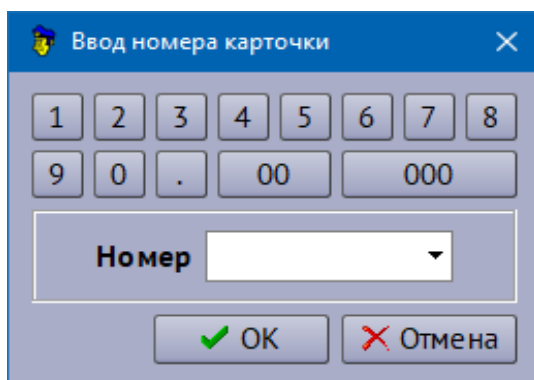 Ввод номера карточки
1 2 3 4 5 6 7 8
9 0 . 00 000
Номер
OK Отмена